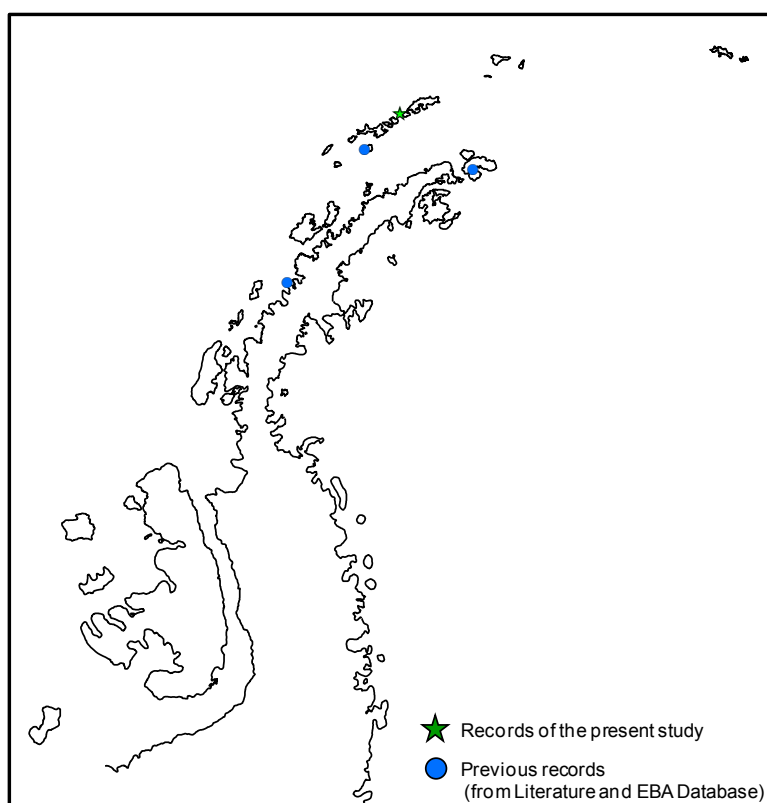 Records of the present study
Previous records
(from Literature and EBA Database)